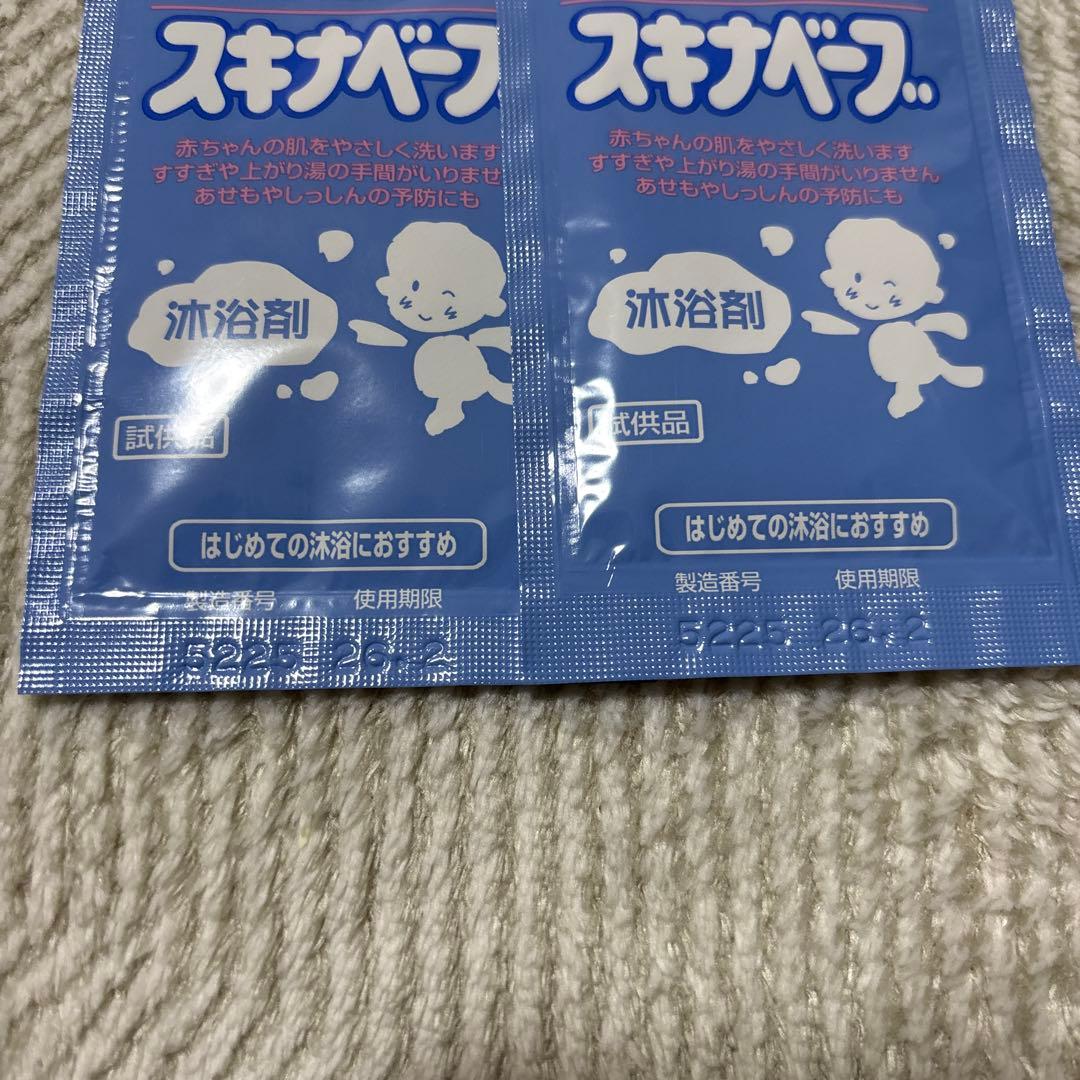 スキナベーブ
赤ちゃんの肌をやさしく洗います
すすぎや上がり湯の手間がいりません
あせもやしっしんの予防にも
沐浴剤
試供品
はじめての沐浴におすすめ
製造番号 使用期限
5225 26.2
スキナベーブ
赤ちゃんの肌をやさしく洗います
すすぎや上がり湯の手間がいりません
あせもやしっしんの予防にも
沐浴剤
試供品
はじめての沐浴におすすめ
製造番号 使用期限
5225 26.2